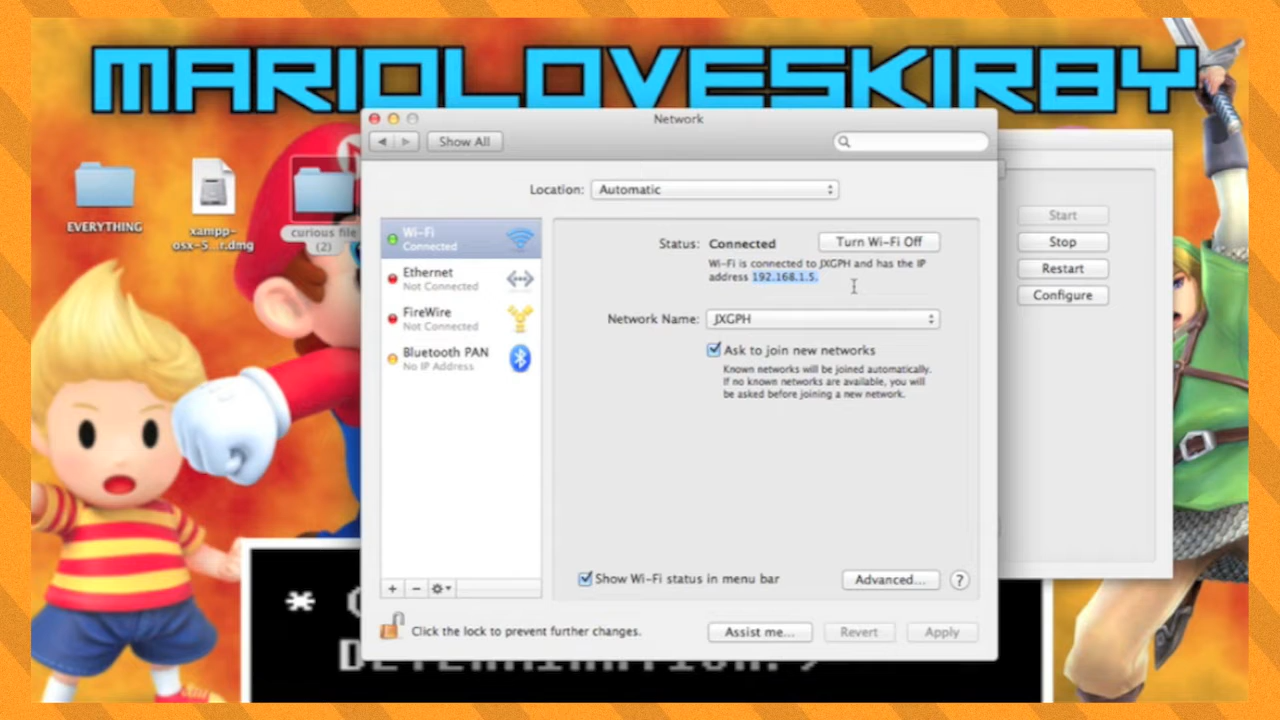 MARIOLOVESKIRBY
Network
Show All
Location: Automatic
EVERYTHING
xampp-
osx-5...r.dmg
curious file
(2)
Wi-Fi
Connected
Ethernet
Not Connected
FireWire
Not Connected
Bluetooth PAN
No IP Address
Status: Connected
Turn Wi-Fi Off
Wi-Fi is connected to JXGPH and has the IP
address 192.168.1.5.
Network Name: JXGPH
Ask to join new networks
Known networks will be joined automatically.
If no known networks are available, you will
be asked before joining a new network.
Start
Stop
Restart
Configure
Show Wi-Fi status in menu bar
Advanced...
?
Click the lock to prevent further changes.
Assist me...
Revert
Apply
*